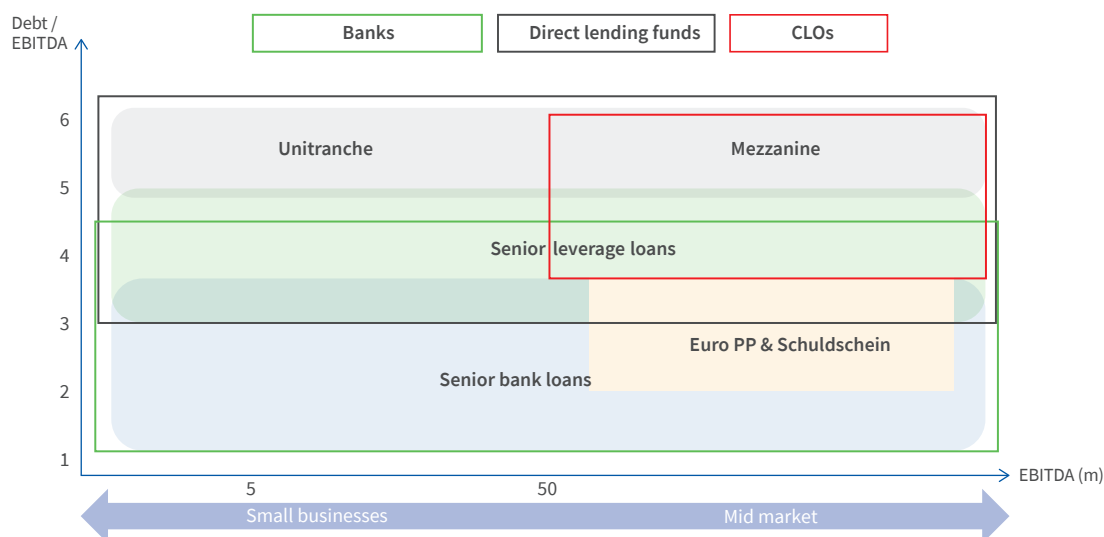 Debt /
EBITDA
Banks
Direct lending funds
CLOs
6
Unitranche
Mezzanine
5
4
Senior leverage loans
3
Euro PP & Schuldschein
2
Senior bank loans
1
EBITDA (m)
5
50
Small businesses
Mid market